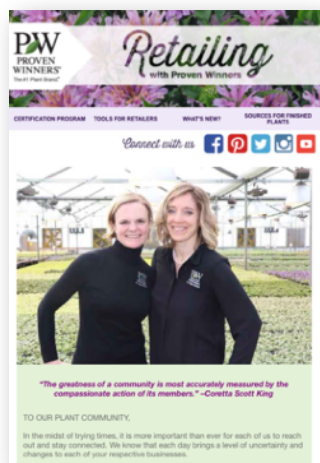 PW
PROVEN
WINNERS®
The #1 Plant Brand.®
Retailing
with Proven Winners
CERTIFICATION PROGRAM TOOLS FOR RETAILERS WHAT'S NEW? SOURCES FOR FINISHED
PLANTS
Connect with us
"The greatness of a community is most accurately measured by the
compassionate action of its members." –Coretta Scott King
TO OUR PLANT COMMUNITY,
In the midst of trying times, it is more important than ever for each of us to reach
out and stay connected. We know that each day brings a level of uncertainty and
changes to each of your respective businesses.